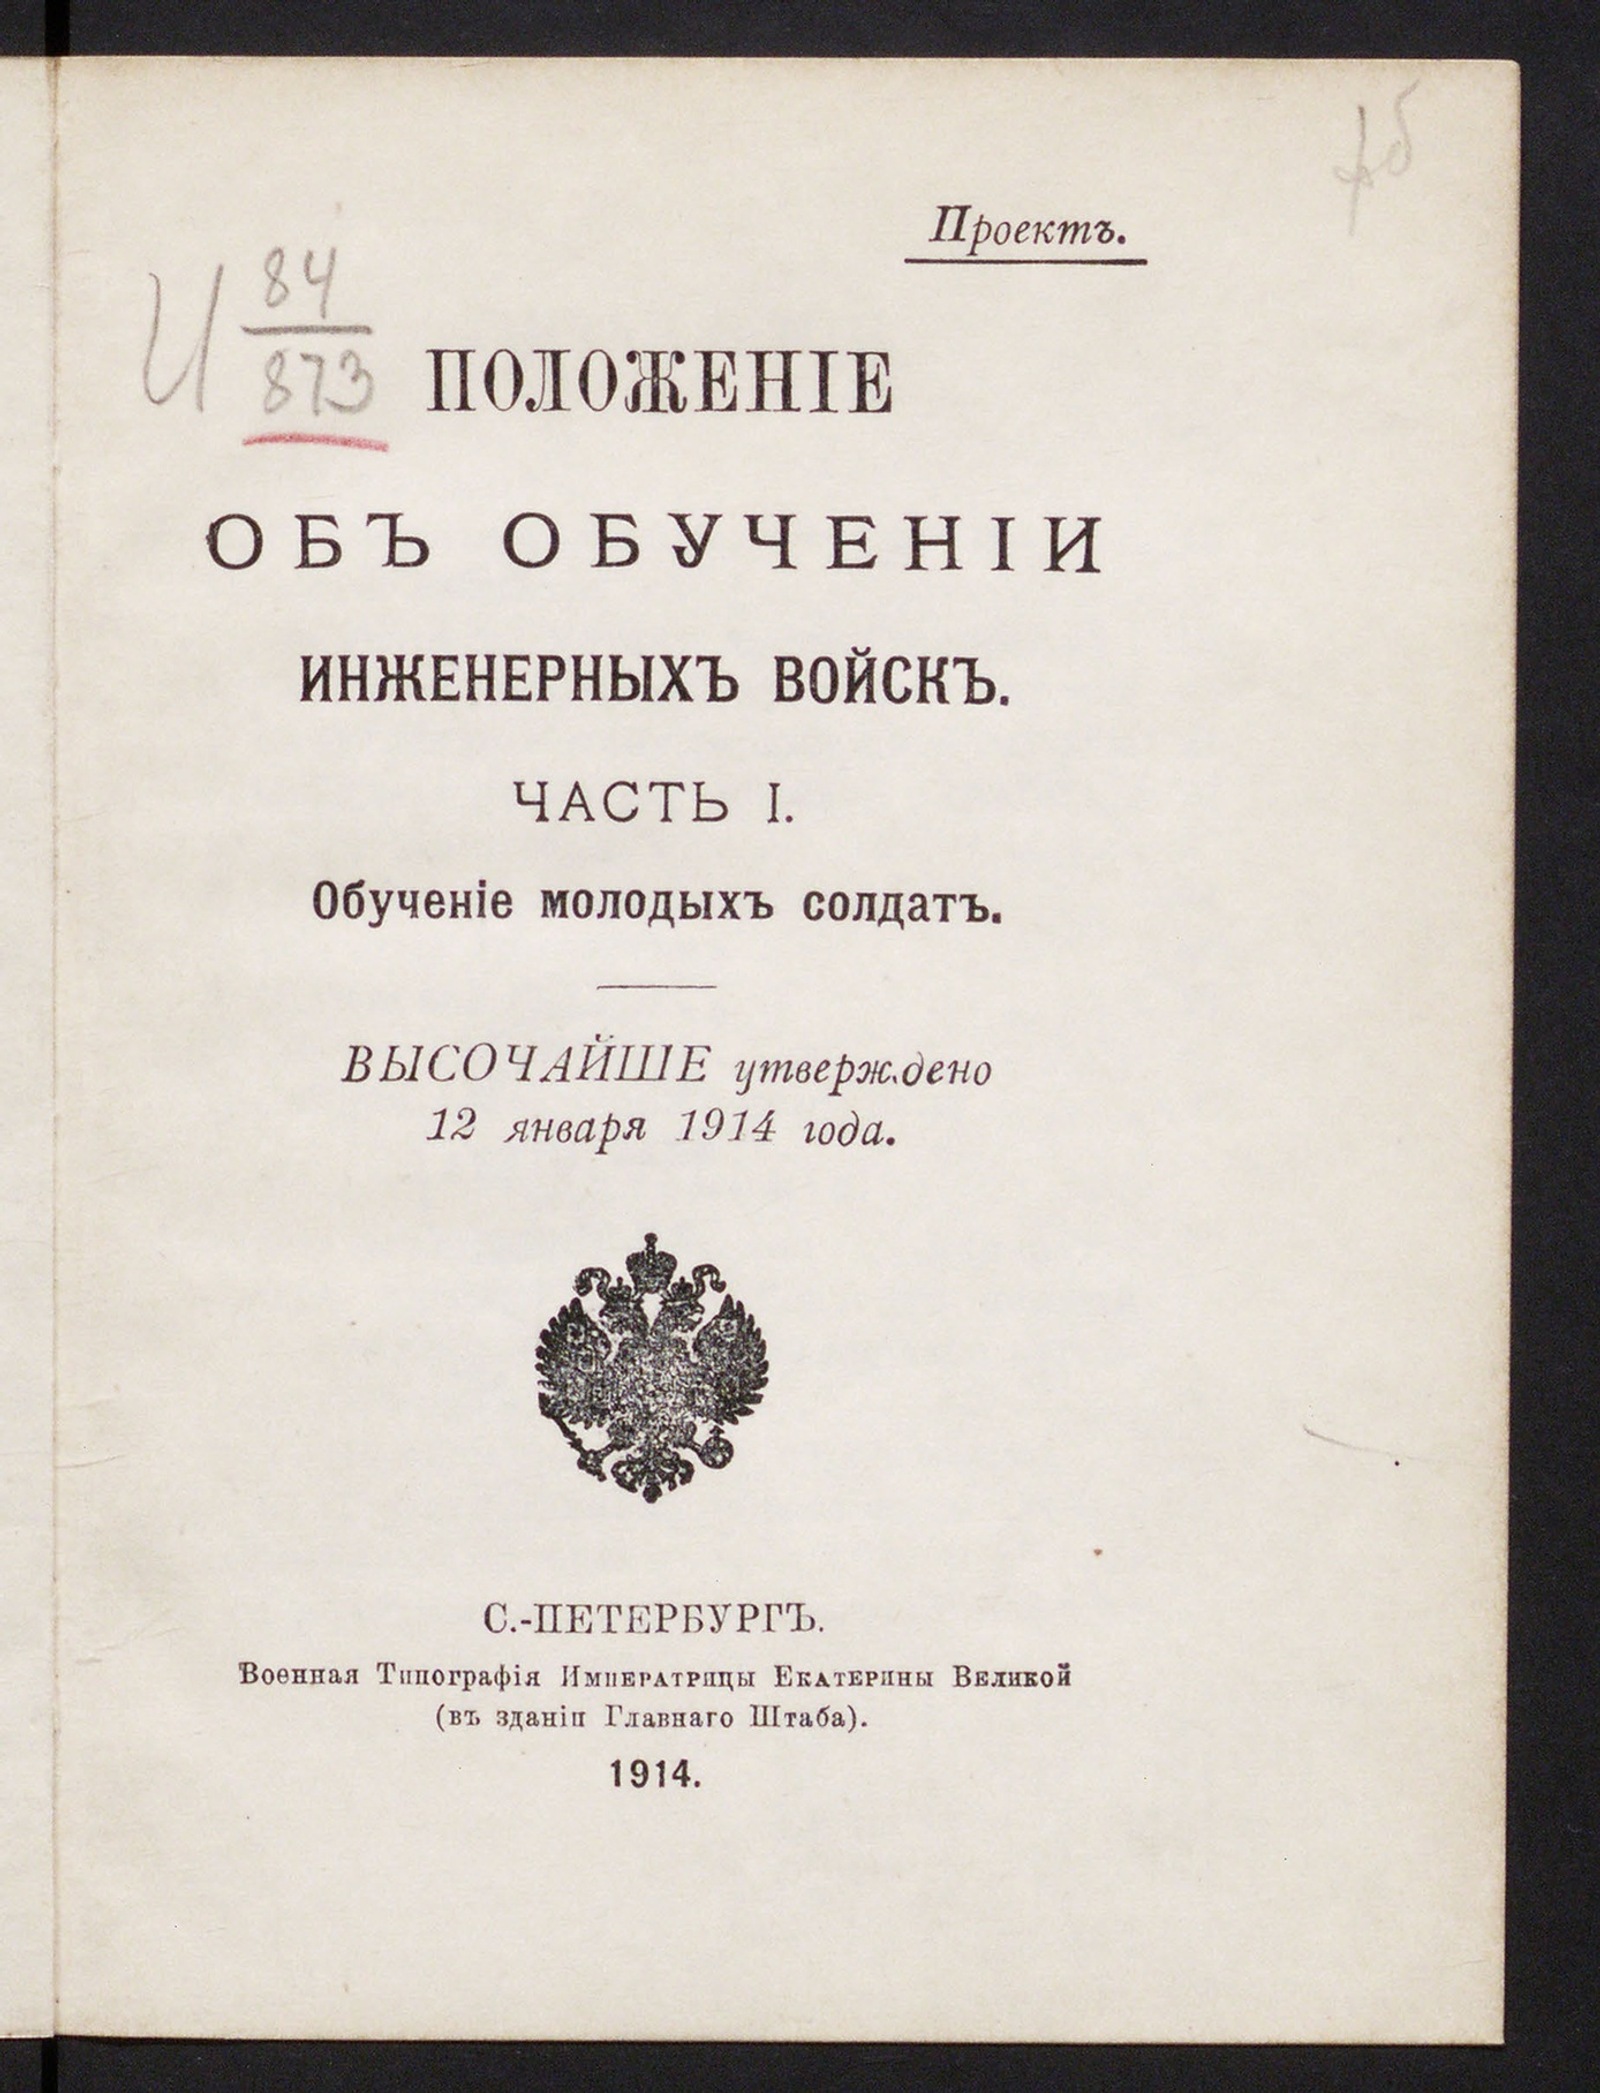 Проектъ.
И 84
873
ПОЛОЖЕНІЕ
ОБЪ ОБУЧЕНІИ
ИНЖЕНЕРНЫХЪ ВОЙСКЪ.
ЧАСТЬ I.
Обученіе молодыхъ солдатъ.
ВЫСОЧАЙШЕ утверждено
12 января 1914 года.
С.-ПЕТЕРБУРГЪ.
Военная Типографія Императрицы Екатерины Великой
(въ зданіи Главнаго Штаба).
1914.